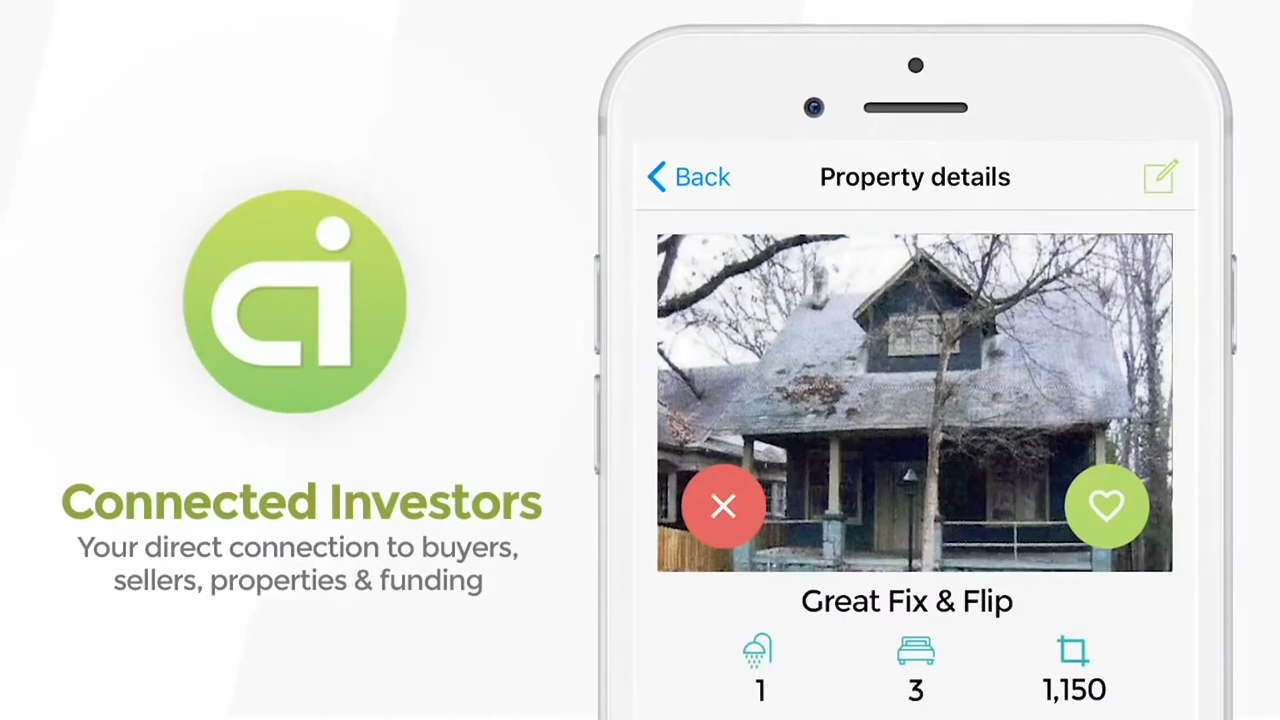 ci
Connected Investors
Your direct connection to buyers,
sellers, properties & funding
Back
Property details
Great Fix & Flip
1
3
1,150